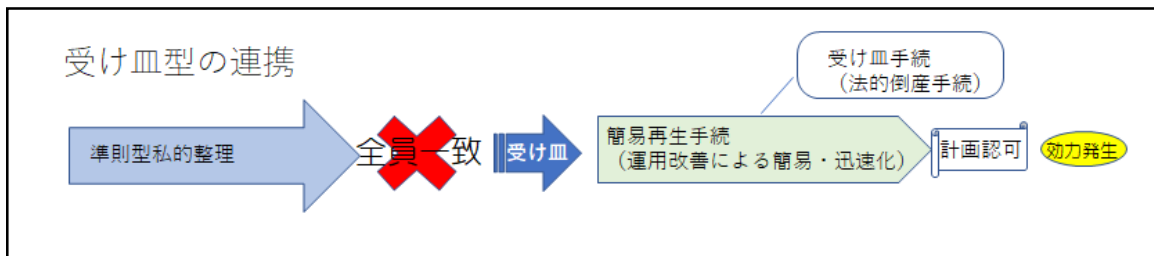 受け皿型の連携
受け皿手続
（法的倒産手続）
準則型私的整理
全員一致
受け皿
簡易再生手続
（運用改善による簡易・迅速化）
計画認可
効力発生